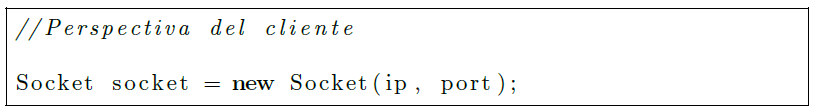 //Perspectiva del cliente
Socket socket = new Socket(ip, port);